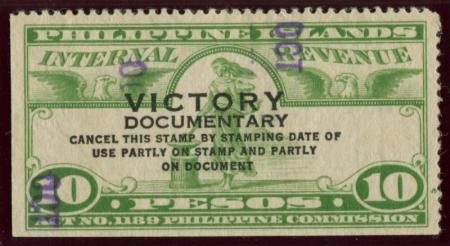 PHILIPPINE ISLANDS
INTERNAL REVENUE
OCT
VICTORY
DOCUMENTARY
CANCEL THIS STAMP BY STAMPING DATE OF
USE PARTLY ON STAMP AND PARTLY
ON DOCUMENT
10 PESOS 10
ACT NO. 1189 PHILIPPINE COMMISSION